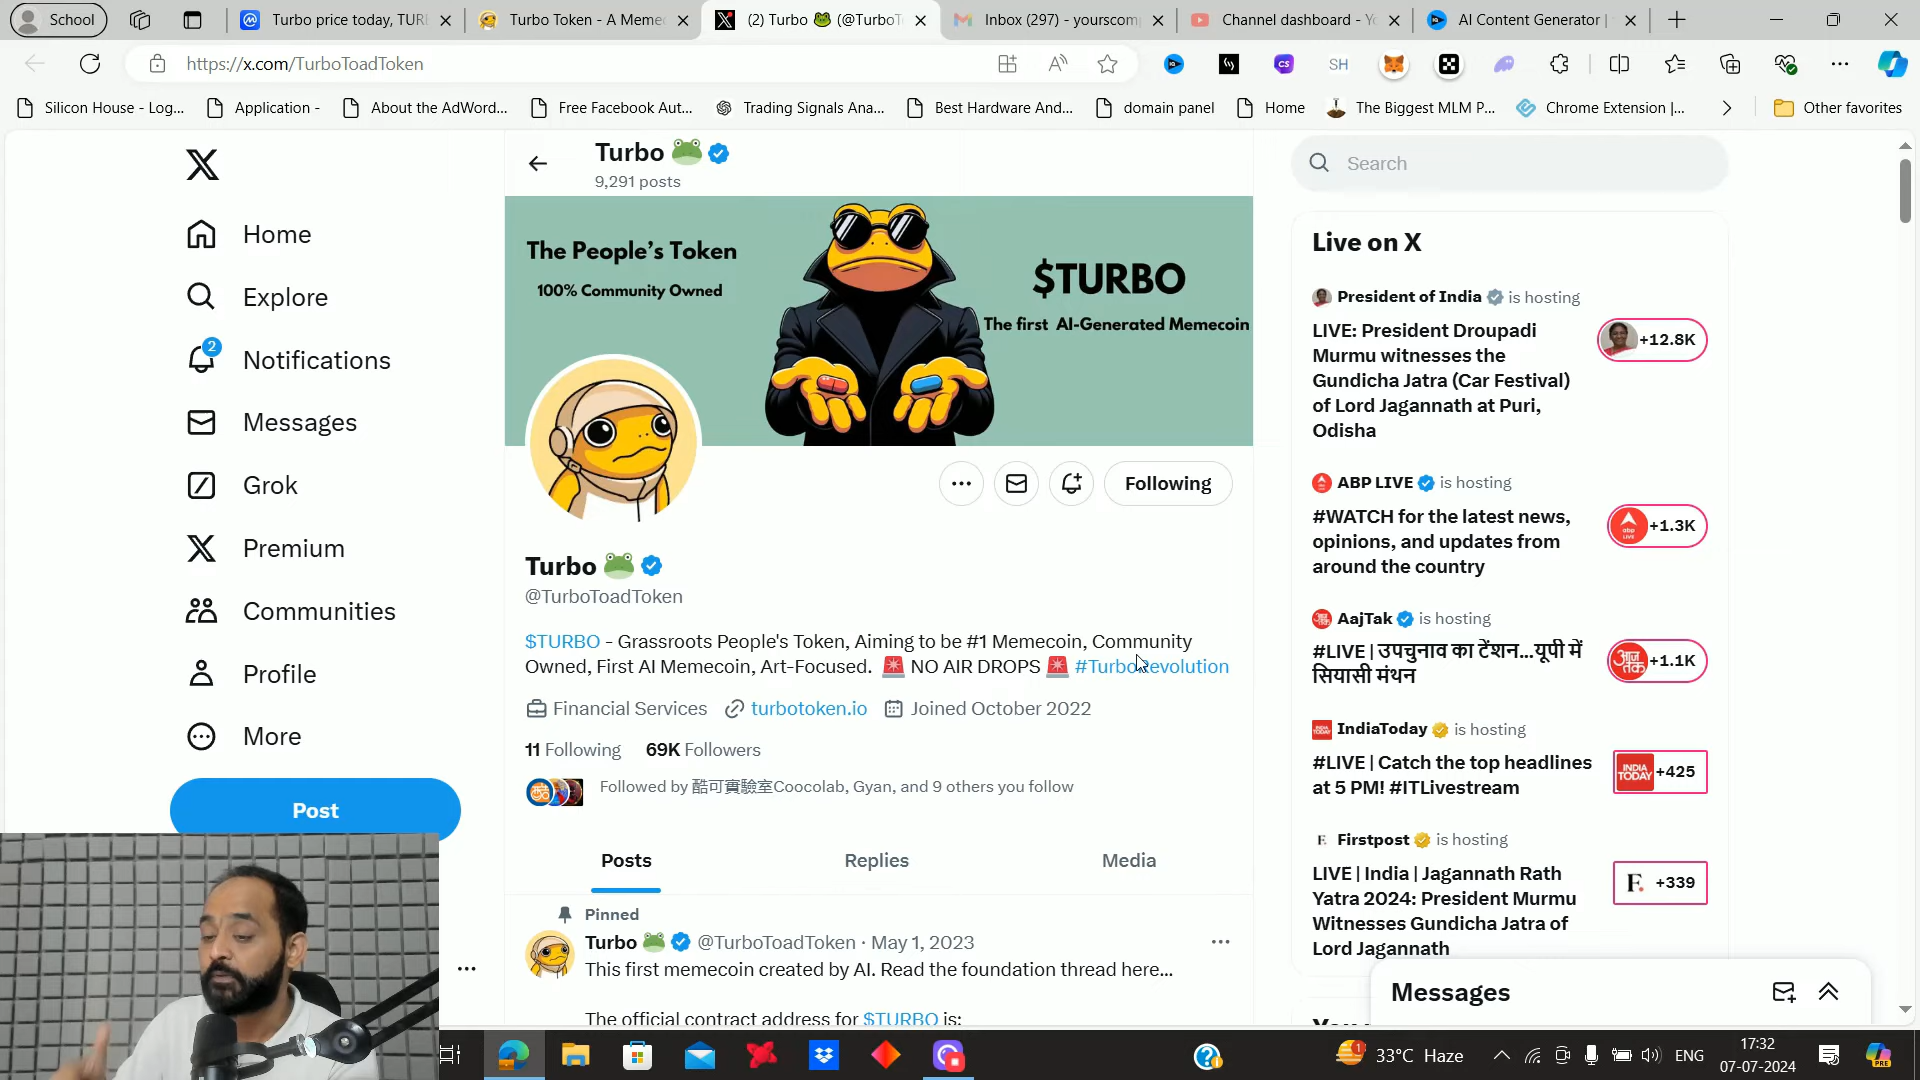 School
Turbo price today, TUR
Turbo Token - A Meme
(2) Turbo 🐸 (@TurboT
Inbox (297) - yourscom
Channel dashboard - Y
AI Content Generator |
https://x.com/TurboToadToken
Silicon House - Log...
Application -
About the AdWord...
Free Facebook Aut...
Trading Signals Ana...
Best Hardware And...
domain panel
Home
The Biggest MLM P...
Chrome Extension |...
Other favorites
Home
Explore
2
Notifications
Messages
Grok
Premium
Communities
Profile
More
Post
Turbo 🐸
9,291 posts
The People's Token
100% Community Owned
$TURBO
The first AI-Generated Memecoin
Following
Turbo 🐸
@TurboToadToken
$TURBO - Grassroots People's Token, Aiming to be #1 Memecoin, Community
Owned, First AI Memecoin, Art-Focused. 🚨 NO AIR DROPS 🚨 #TurboRevolution
Financial Services turbotoken.io Joined October 2022
11 Following 69K Followers
Followed by 酷可實驗室Coocolab, Gyan, and 9 others you follow
Posts Replies Media
Pinned
Turbo 🐸 @TurboToadToken · May 1, 2023
This first memecoin created by AI. Read the foundation thread here...
The official contract address for $TURBO is:
Search
Live on X
President of India is hosting
LIVE: President Droupadi
Murmu witnesses the
Gundicha Jatra (Car Festival)
of Lord Jagannath at Puri,
Odisha
+12.8K
ABP LIVE is hosting
#WATCH for the latest news,
opinions, and updates from
around the country
+1.3K
AajTak is hosting
#LIVE | उपचुनाव का टेंशन...यूपी में
सियासी मंथन
आज तक
+1.1K
IndiaToday is hosting
#LIVE | Catch the top headlines
at 5 PM! #ITLivestream
INDIA
TODAY
+425
Firstpost is hosting
LIVE | India | Jagannath Rath
Yatra 2024: President Murmu
Witnesses Gundicha Jatra of
Lord Jagannath
F.
+339
Messages
33°C Haze
ENG
17:32
07-07-2024